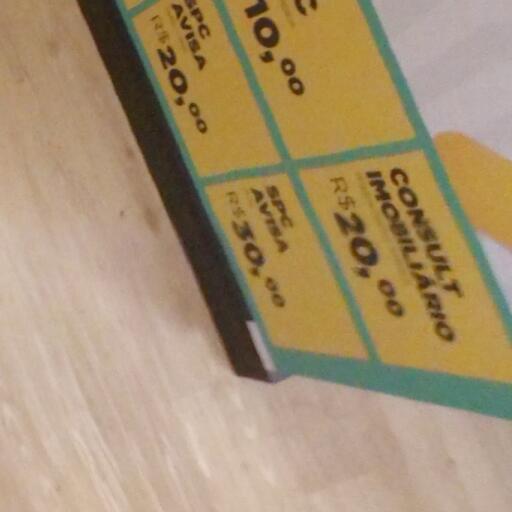 SPC
AVISA
R$20,00
10,00
SPC
AVISA
R$30,00
CONSULT
IMOBILIÁRIO
R$20,00